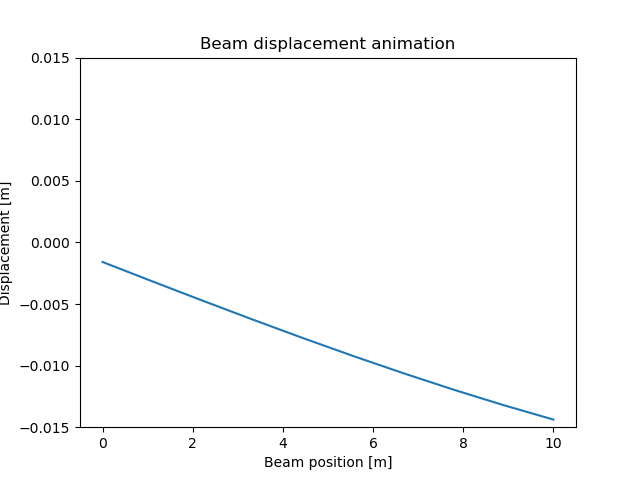 Beam displacement animation
Displacement [m]
0.015
0.010
0.005
0.000
−0.005
−0.010
−0.015
0 2 4 6 8 10
Beam position [m]